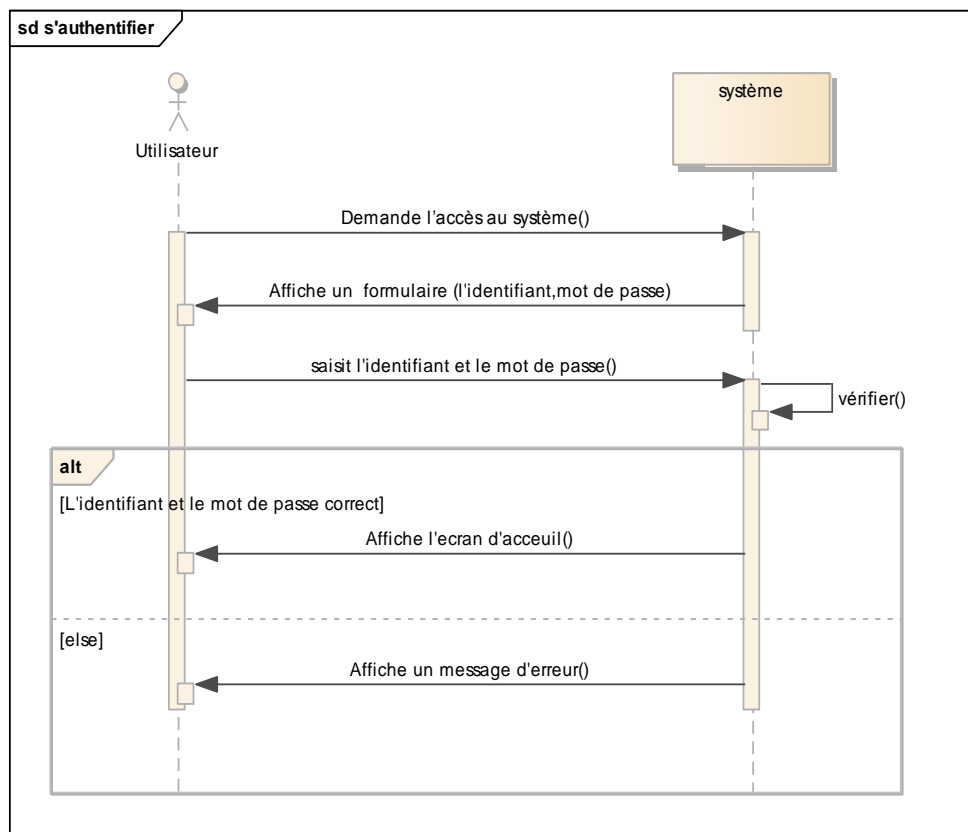 sd s'authentifier
système
Utilisateur
Demande l'accès au système()
Affiche un formulaire (l'identifiant,mot de passe)
saisit l'identifiant et le mot de passe()
vérifier()
alt
[L'identifiant et le mot de passe correct]
Affiche l'ecran d'acceuil()
[else]
Affiche un message d'erreur()